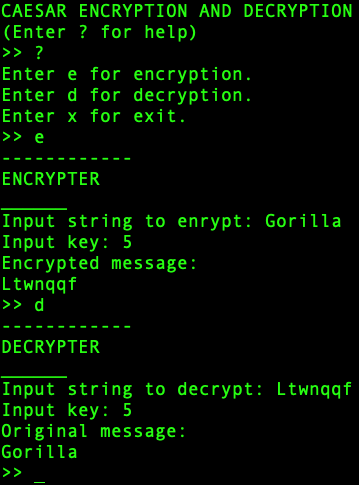 CAESAR ENCRYPTION AND DECRYPTION
(Enter ? for help)
>> ?
Enter e for encryption.
Enter d for decryption.
Enter x for exit.
>> e
------------
ENCRYPTER
______
Input string to enrypt: Gorilla
Input key: 5
Encrypted message:
Ltwnqqf
>> d
------------
DECRYPTER
______
Input string to decrypt: Ltwnqqf
Input key: 5
Original message:
Gorilla
>> _